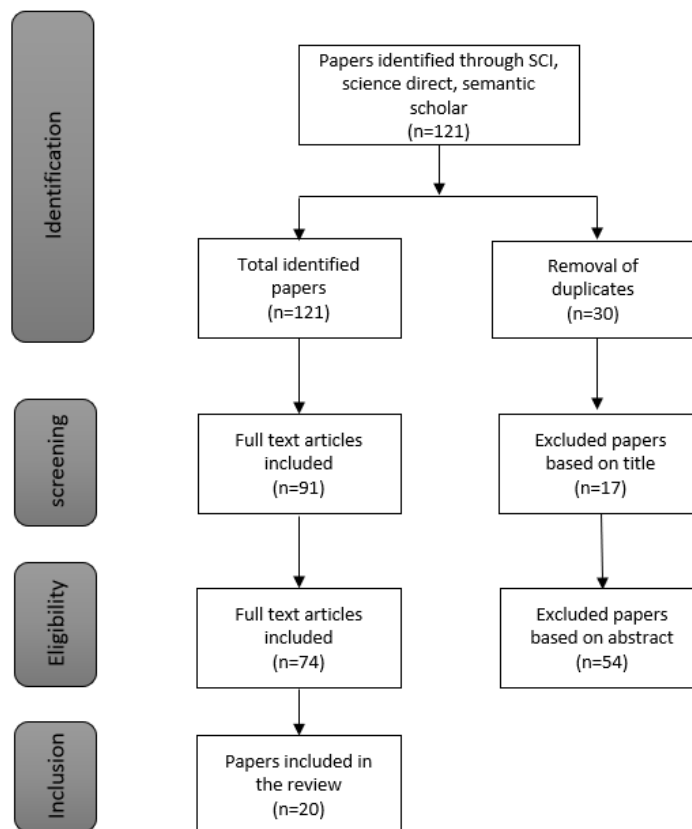 Identification
Papers identified through SCI,
science direct, semantic
scholar
(n=121)
Total identified
papers
(n=121)
Removal of
duplicates
(n=30)
screening
Full text articles
included
(n=91)
Excluded papers
based on title
(n=17)
Eligibility
Full text articles
included
(n=74)
Excluded papers
based on abstract
(n=54)
Inclusion
Papers included in
the review
(n=20)